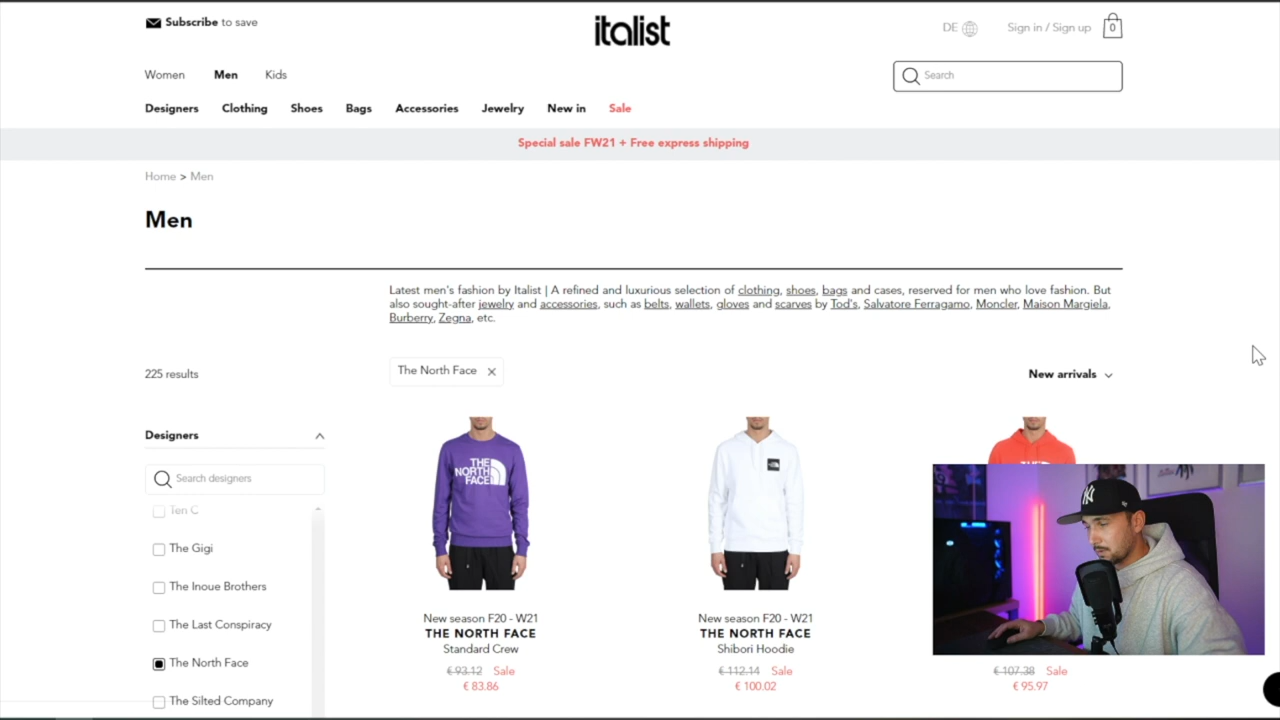 Subscribe to save
italist
DE
Sign in / Sign up
0
Women Men Kids
Search
Designers Clothing Shoes Bags Accessories Jewelry New in Sale
Special sale FW21 + Free express shipping
Home > Men
Men
Latest men's fashion by Italist | A refined and luxurious selection of clothing, shoes, bags and cases, reserved for men who love fashion. But
also sought-after jewelry and accessories, such as belts, wallets, gloves and scarves by Tod's, Salvatore Ferragamo, Moncler, Maison Margiela,
Burberry, Zegna, etc.
225 results
The North Face
New arrivals
Designers
Search designers
Ten C
The Gigi
The Inoue Brothers
The Last Conspiracy
The North Face
The Silted Company
THE
NORTH
FACE
New season F20 - W21
THE NORTH FACE
Standard Crew
€ 93.12 Sale
€ 83.86
New season F20 - W21
THE NORTH FACE
Shibori Hoodie
€ 112.14 Sale
€ 100.02
€ 107.38 Sale
€ 95.97
NY